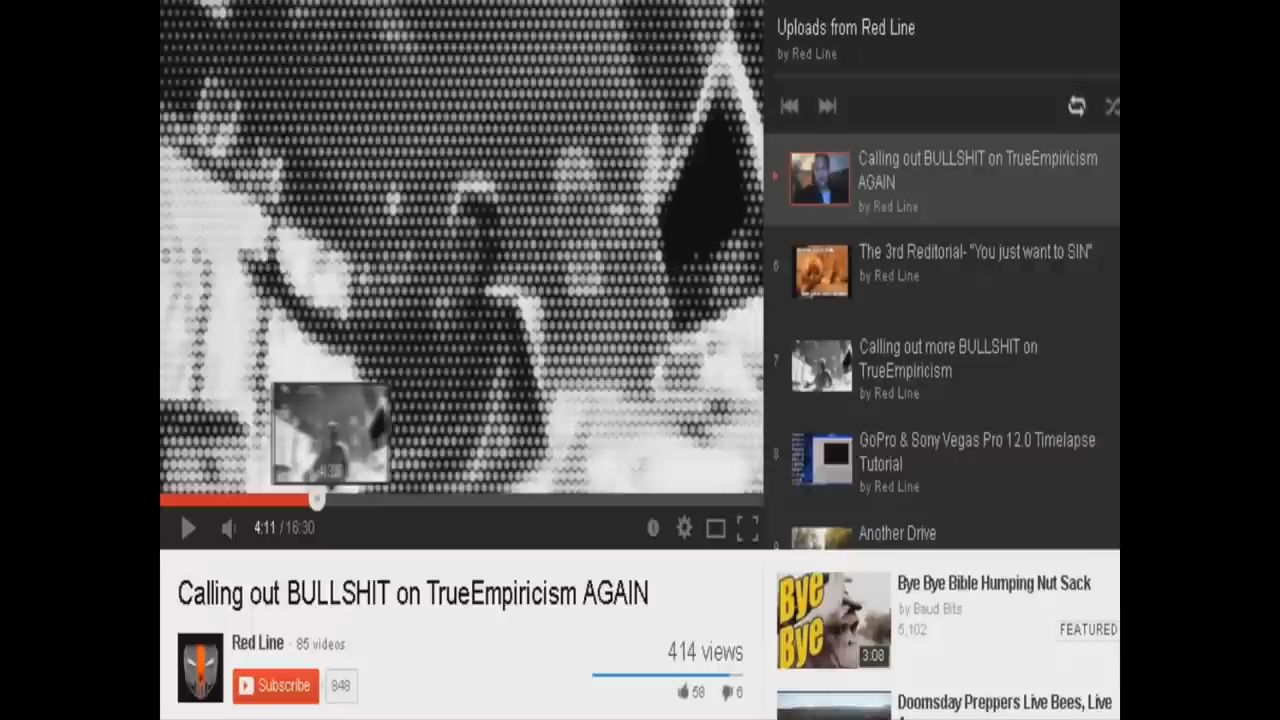 Uploads from Red Line
by Red Line
Calling out BULLSHIT on TrueEmpiricism
AGAIN
by Red Line
6
The 3rd Reditorial- "You just want to SIN"
by Red Line
7
Calling out more BULLSHIT on
TrueEmpiricism
by Red Line
8
GoPro & Sony Vegas Pro 12.0 Timelapse
Tutorial
by Red Line
9
Another Drive
4:11 / 16:30
Calling out BULLSHIT on TrueEmpiricism AGAIN
Red Line · 85 videos
Subscribe 848
414 views
58 6
Bye
Bye
3:08
Bye Bye Bible Humping Nut Sack
by Baud Bits
5,102
FEATURED
Doomsday Preppers Live Bees, Live